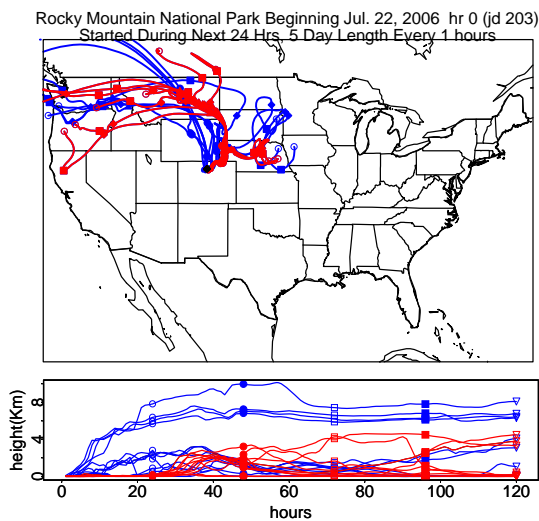 Rocky Mountain National Park Beginning Jul. 22, 2006  hr 0 (jd 203)
Started During Next 24 Hrs, 5 Day Length Every 1 hours
height(Km)
8
4
0
0 20 40 60 80 100 120
hours